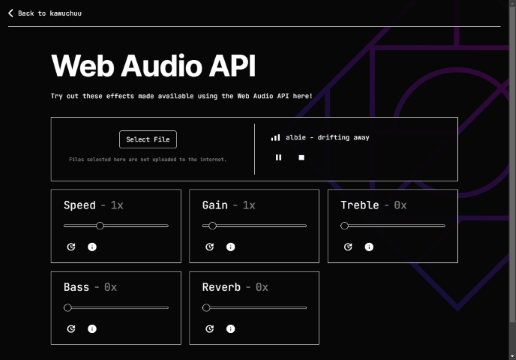 Back to kawuchuu
Web Audio API
Try out these effects made available using the Web Audio API here!
Select File
Files selected here are not uploaded to the internet.
albie - drifting away
Speed - 1x
Gain - 1x
Treble - 0x
Bass - 0x
Reverb - 0x